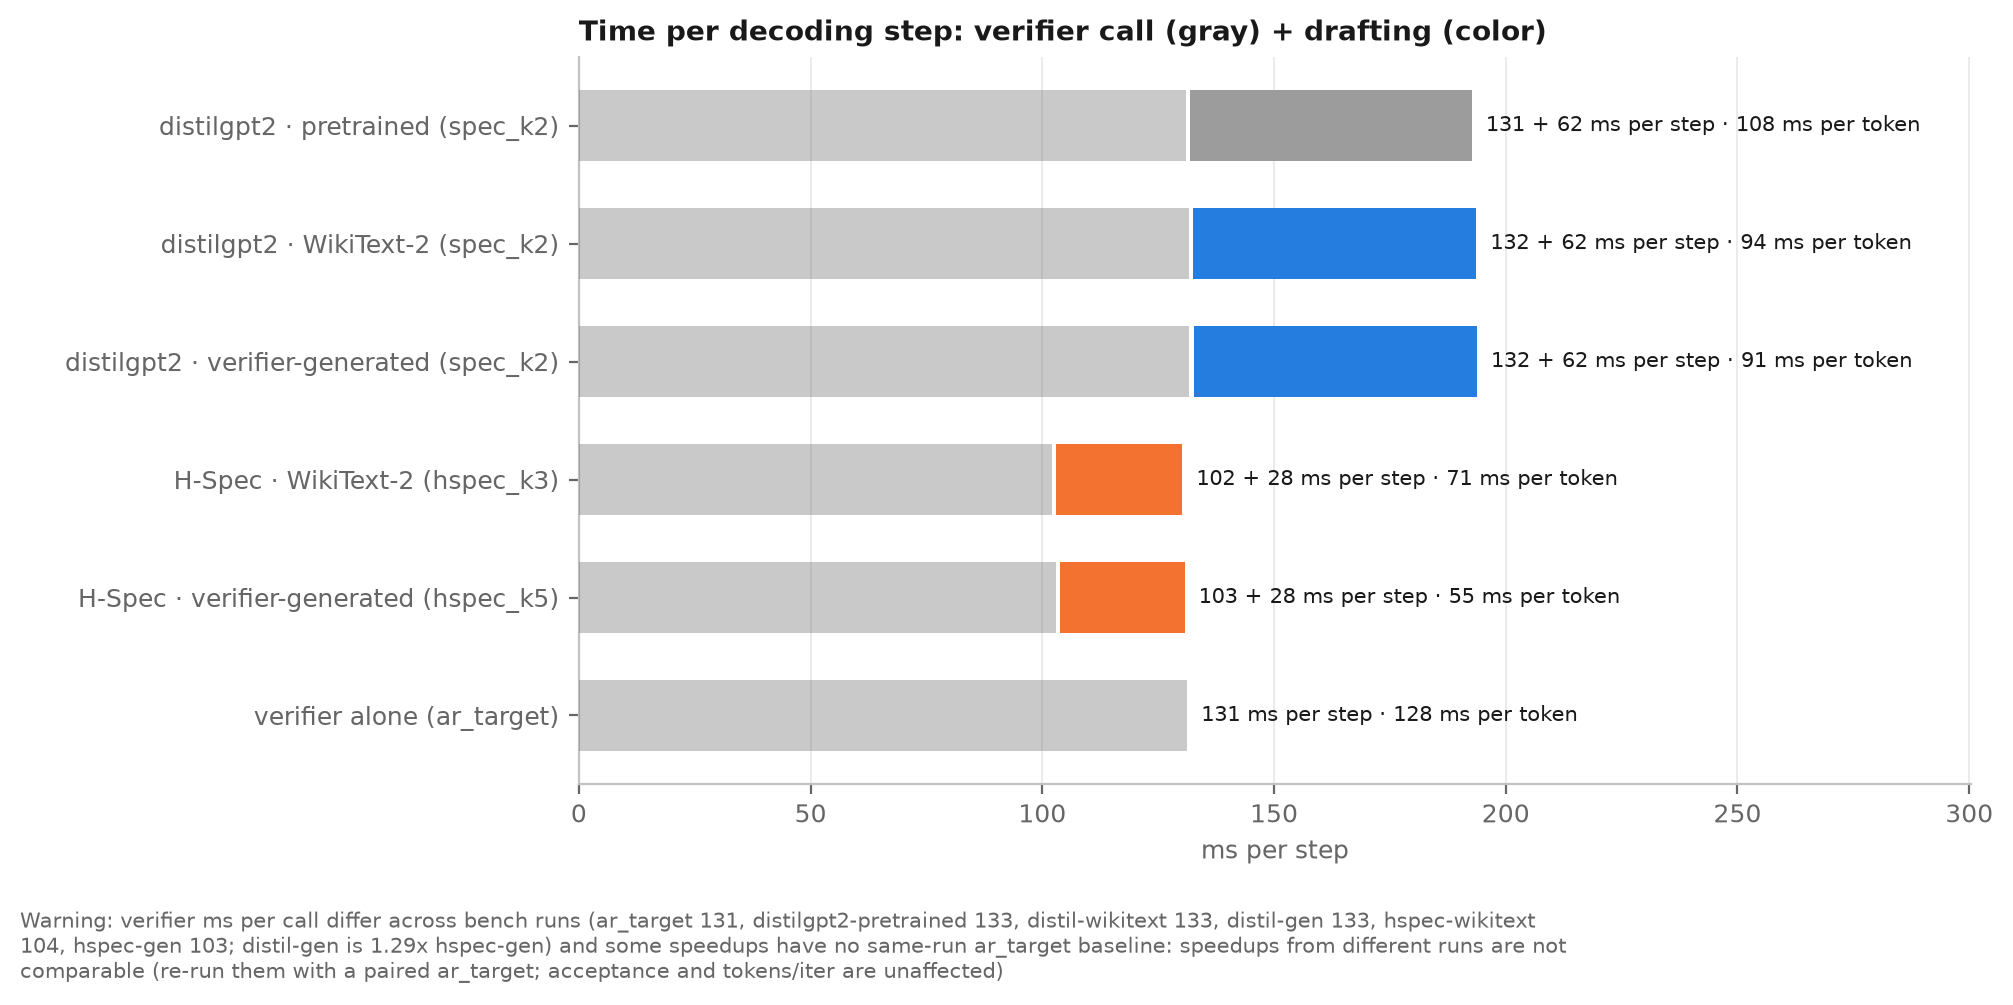 Time per decoding step: verifier call (gray) + drafting (color)
distilgpt2 · pretrained (spec_k2)
131 + 62 ms per step · 108 ms per token
distilgpt2 · WikiText-2 (spec_k2)
132 + 62 ms per step · 94 ms per token
distilgpt2 · verifier-generated (spec_k2)
132 + 62 ms per step · 91 ms per token
H-Spec · WikiText-2 (hspec_k3)
102 + 28 ms per step · 71 ms per token
H-Spec · verifier-generated (hspec_k5)
103 + 28 ms per step · 55 ms per token
verifier alone (ar_target)
131 ms per step · 128 ms per token
0 50 100 150 200 250 300
ms per step
Warning: verifier ms per call differ across bench runs (ar_target 131, distilgpt2-pretrained 133, distil-wikitext 133, distil-gen 133, hspec-wikitext
104, hspec-gen 103; distil-gen is 1.29x hspec-gen) and some speedups have no same-run ar_target baseline: speedups from different runs are not
comparable (re-run them with a paired ar_target; acceptance and tokens/iter are unaffected)